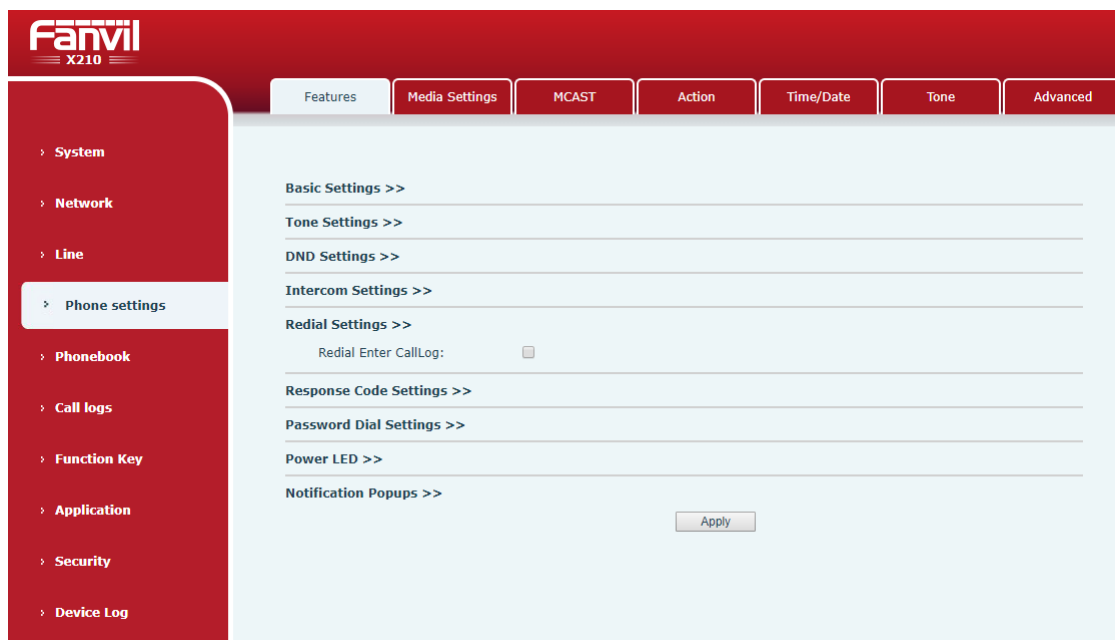 Fanvil
X210
Features
Media Settings
MCAST
Action
Time/Date
Tone
Advanced
› System
› Network
› Line
› Phone settings
› Phonebook
› Call logs
› Function Key
› Application
› Security
› Device Log
Basic Settings >>
Tone Settings >>
DND Settings >>
Intercom Settings >>
Redial Settings >>
Redial Enter CallLog:
Response Code Settings >>
Password Dial Settings >>
Power LED >>
Notification Popups >>
Apply